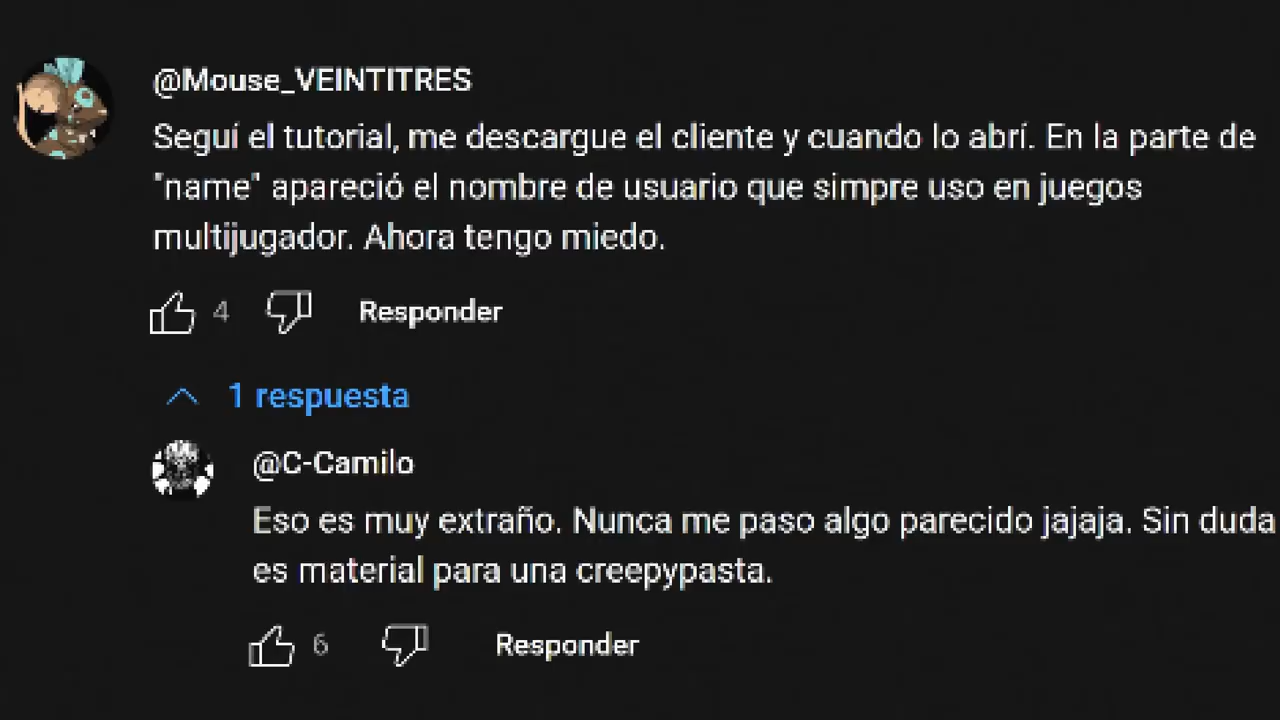 @Mouse_VEINTITRES
Seguí el tutorial, me descargue el cliente y cuando lo abrí. En la parte de
"name" apareció el nombre de usuario que simpre uso en juegos
multijugador. Ahora tengo miedo.
4 Responder
1 respuesta
@C-Camilo
Eso es muy extraño. Nunca me paso algo parecido jajaja. Sin duda
es material para una creepypasta.
6 Responder